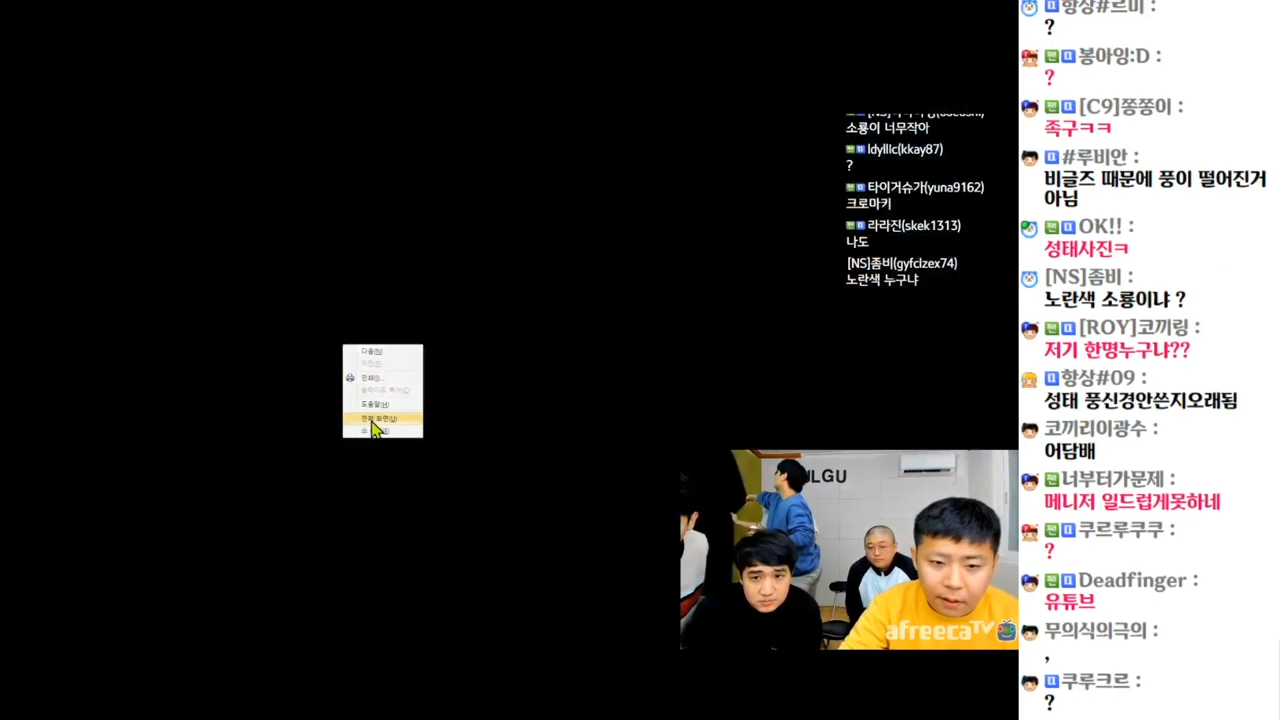 소룡이 너무작아
ldylllc(kkay87)
?
타이거슈가(yuna9162)
크로마키
라라진(skek1313)
나도
[NS]좀비(gyfclzex74)
노란색 누구냐
다음(N)
인쇄(I)...
도움말(H)
전체 화면(U)
LGU
afreecaTV
항상#르미 :
?
팬 봉아잉:D :
?
팬 [C9]쫑쫑이 :
족구ㅋㅋ
#루비안 :
비글즈 때문에 풍이 떨어진거
아님
팬 OK!! :
성태사진ㅋ
[NS]좀비 :
노란색 소룡이냐 ?
팬 [ROY]코끼링 :
저기 한명누구냐??
항상#09 :
성태 풍신경안쓴지오래됨
코끼리이광수 :
어담배
팬 너부터가문제 :
메니저 일드럽게못하네
팬 쿠르루쿠쿠 :
?
팬 Deadfinger :
유튜브
무의식의극의 :
,
쿠루크르 :
?